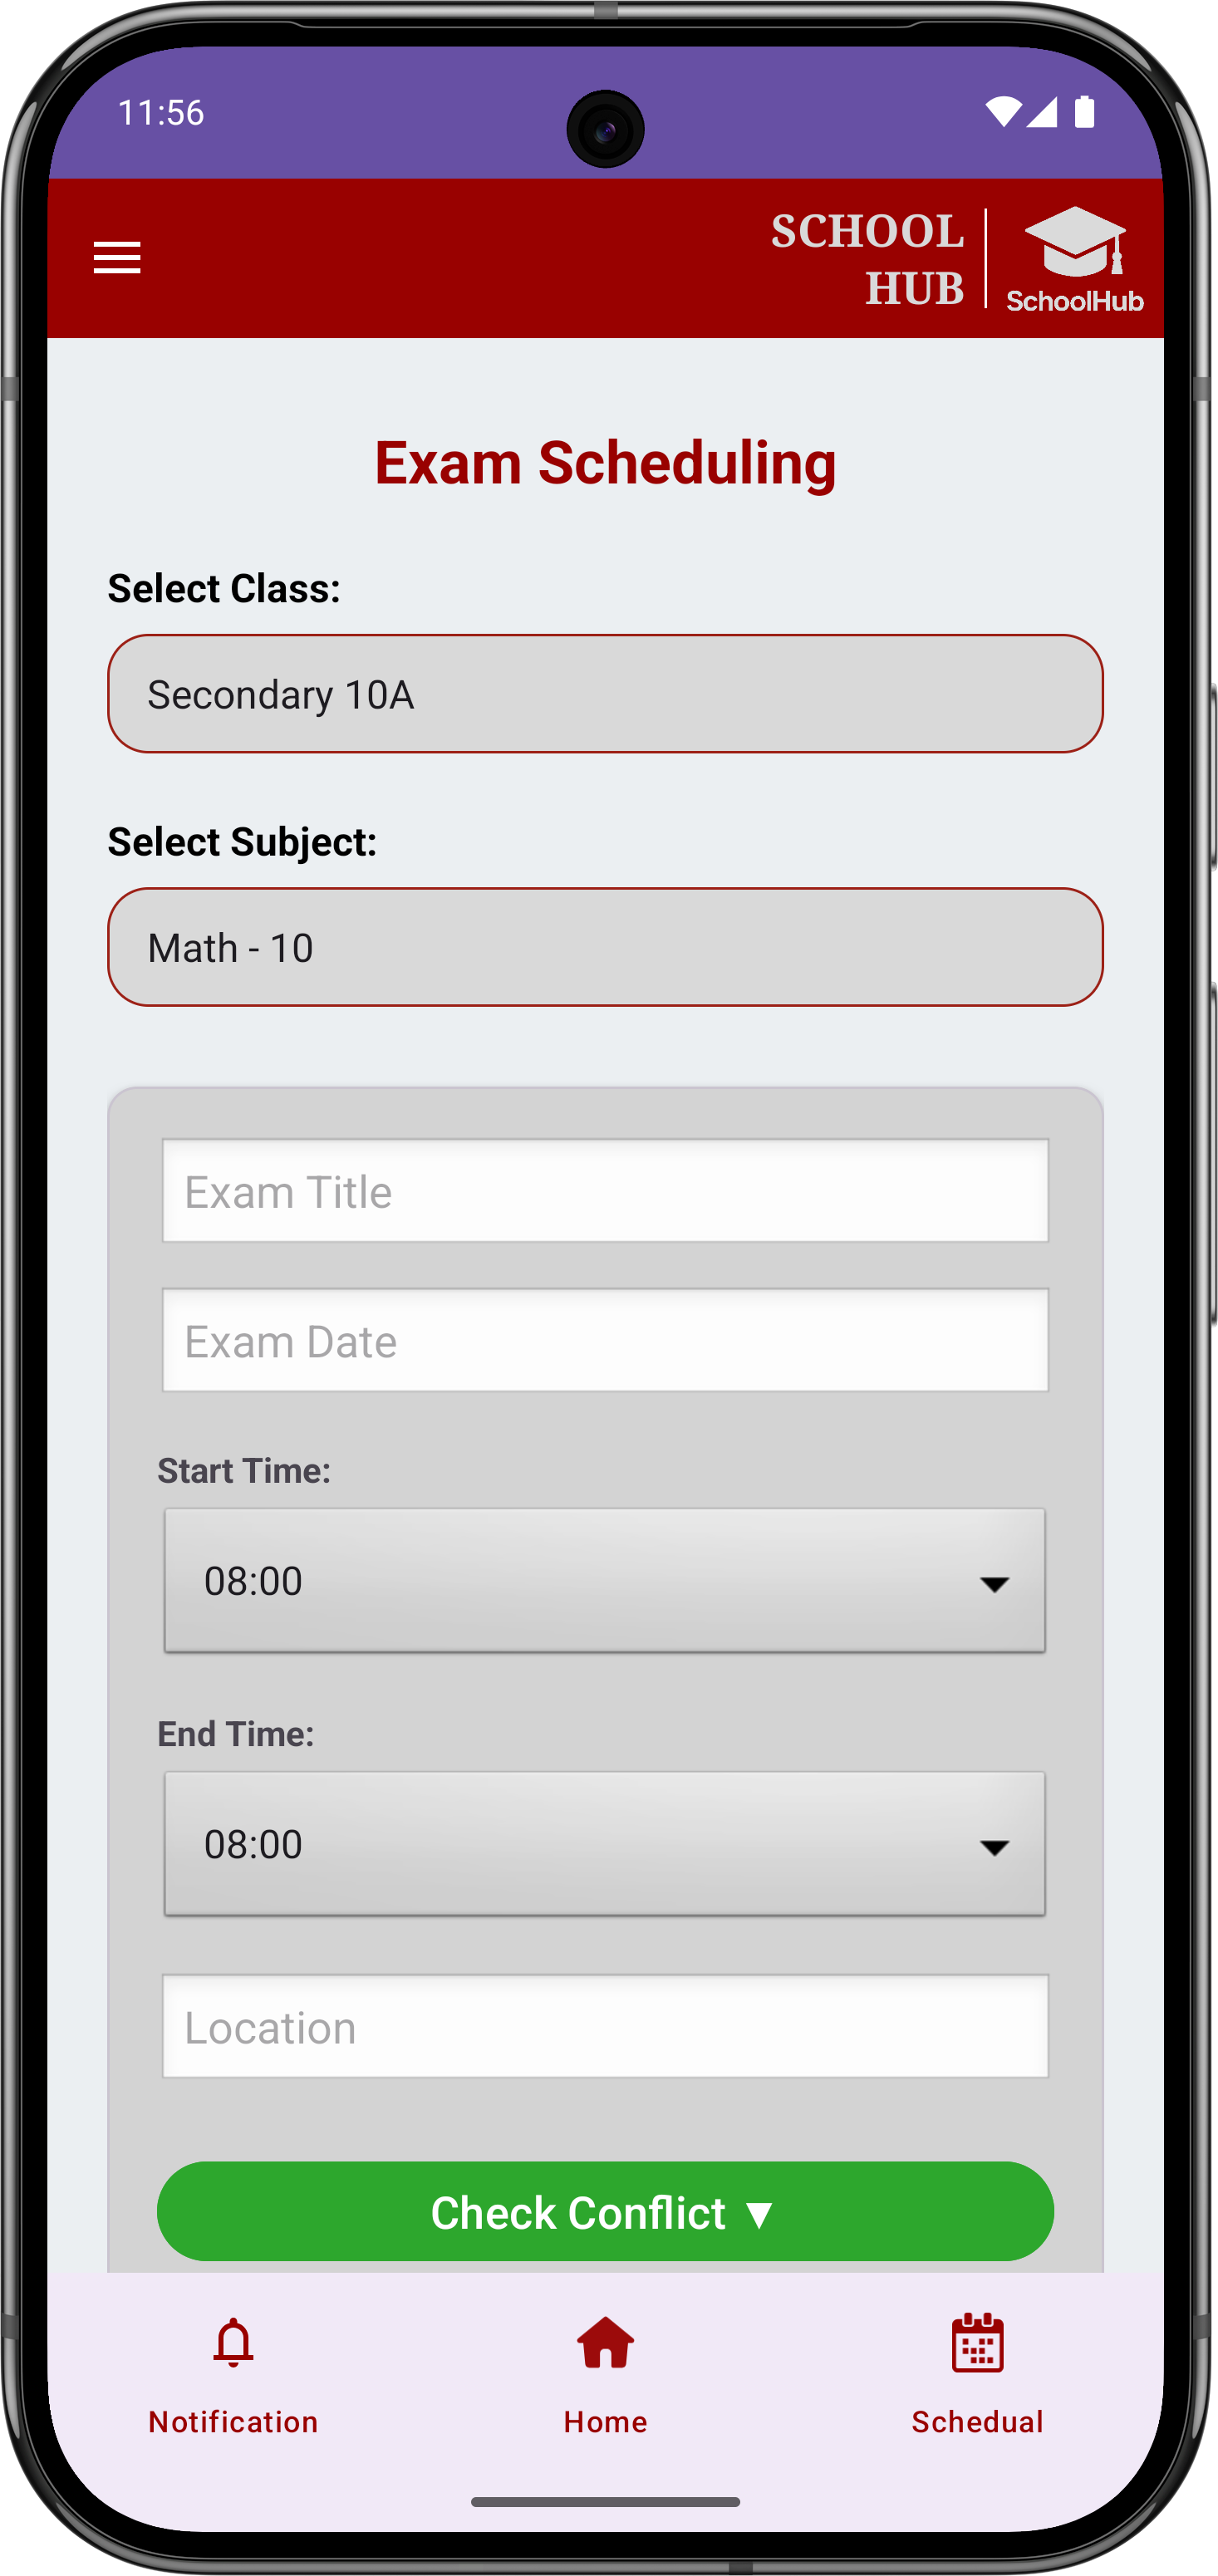 11:56
SCHOOL
HUB
SchoolHub
Exam Scheduling
Select Class:
Secondary 10A
Select Subject:
Math - 10
Exam Title
Exam Date
Start Time:
08:00
End Time:
08:00
Location
Check Conflict ▼
Notification
Home
Schedual